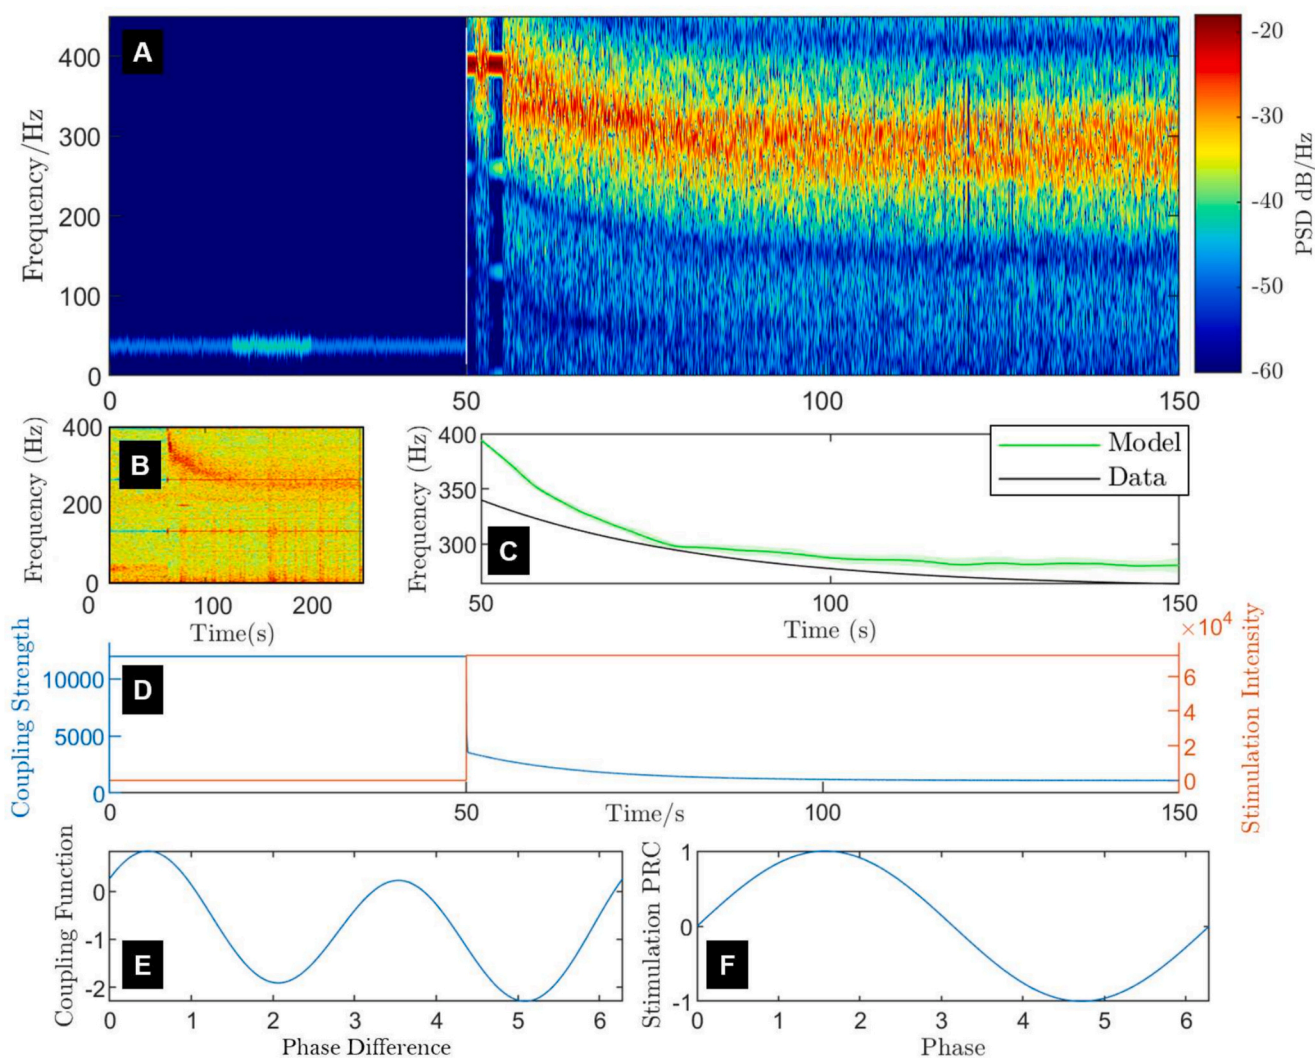 A
Frequency/Hz
400
300
200
100
0
0 50 100 150
-20
-30
-40
-50
-60
PSD dB/Hz
B
Frequency (Hz)
400
200
0
0 100 200
Time(s)
C
Frequency (Hz)
400
350
300
50 100 150
Time (s)
Model
Data
D
Coupling Strength
10000
5000
0
0 50 100 150
Time/s
×10⁴
6
4
2
0
Stimulation Intensity
E
Coupling Function
0
-1
-2
0 1 2 3 4 5 6
Phase Difference
F
Stimulation PRC
1
0
-1
0 1 2 3 4 5 6
Phase